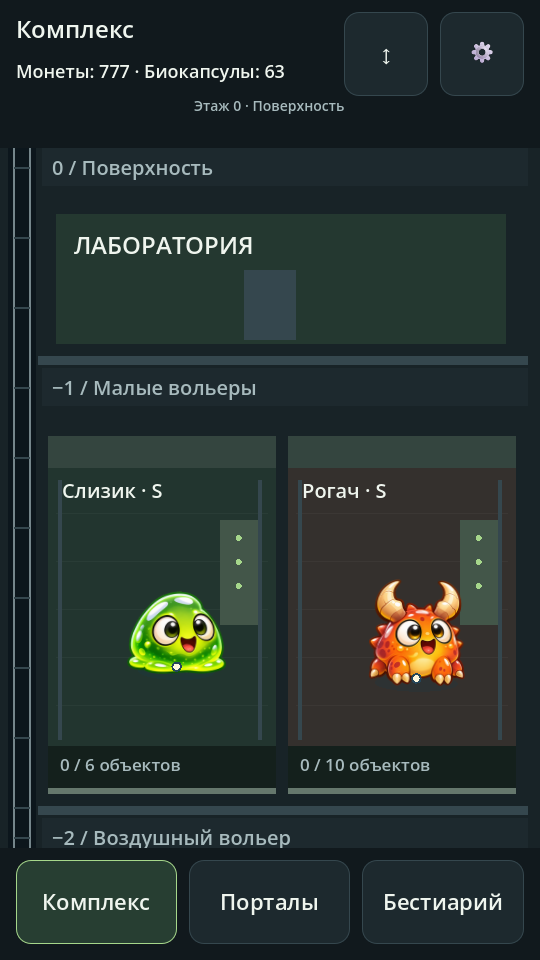 Комплекс
Монеты: 777 · Биокапсулы: 63
Этаж 0 · Поверхность
0 / Поверхность
ЛАБОРАТОРИЯ
−1 / Малые вольеры
Слизик · S
Рогач · S
0 / 6 объектов
0 / 10 объектов
−2 / Воздушный вольер
Комплекс
Порталы
Бестиарий